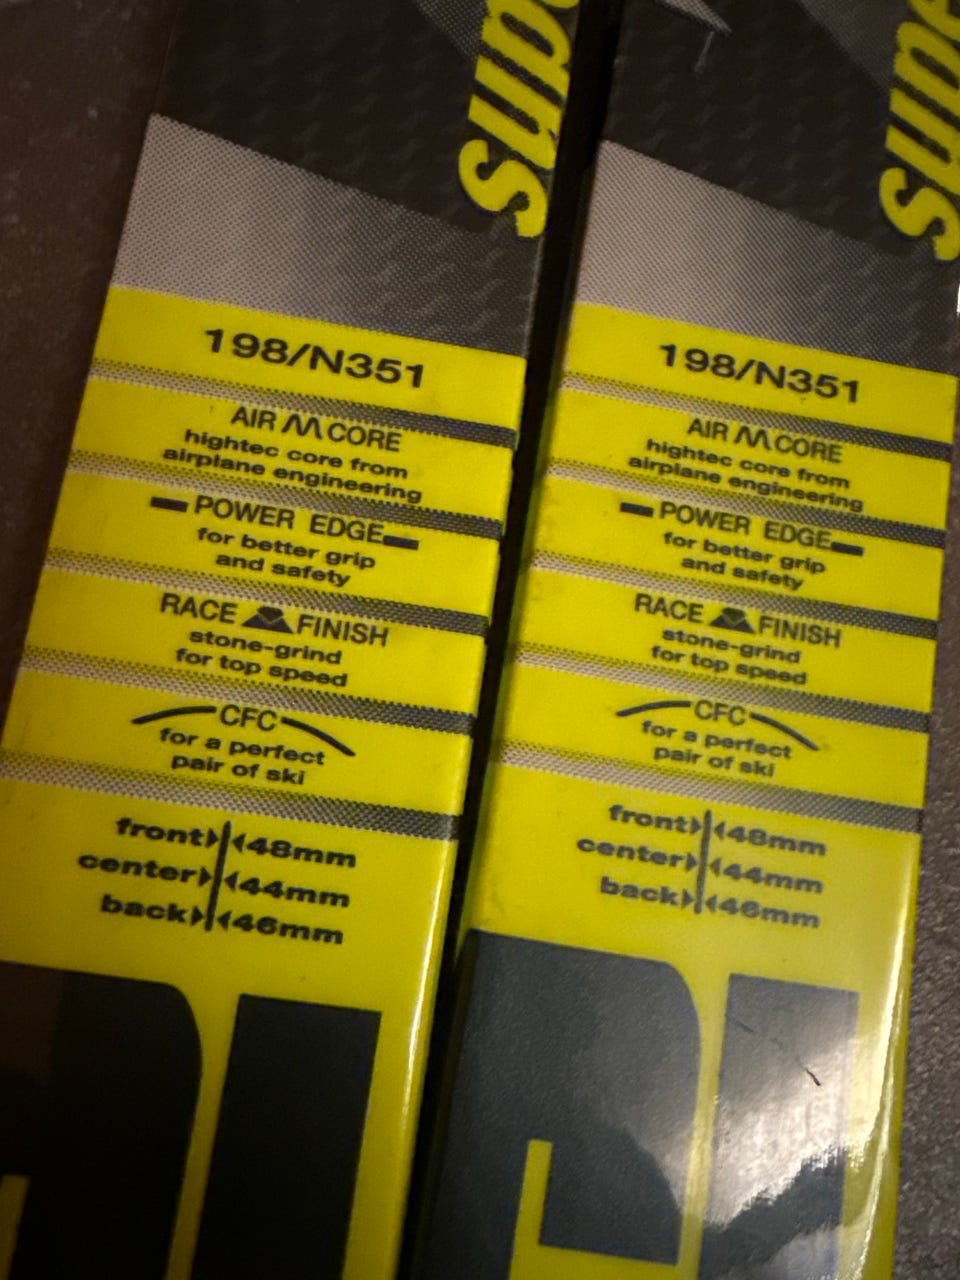 supe
198/N351
AIR CORE
hightec core from
airplane engineering
POWER EDGE
for better grip
and safety
RACE FINISH
stone-grind
for top speed
CFC
for a perfect
pair of ski
front 48mm
center 44mm
back 46mm
supe
198/N351
AIR CORE
hightec core from
airplane engineering
POWER EDGE
for better grip
and safety
RACE FINISH
stone-grind
for top speed
CFC
for a perfect
pair of ski
front 48mm
center 44mm
back 46mm